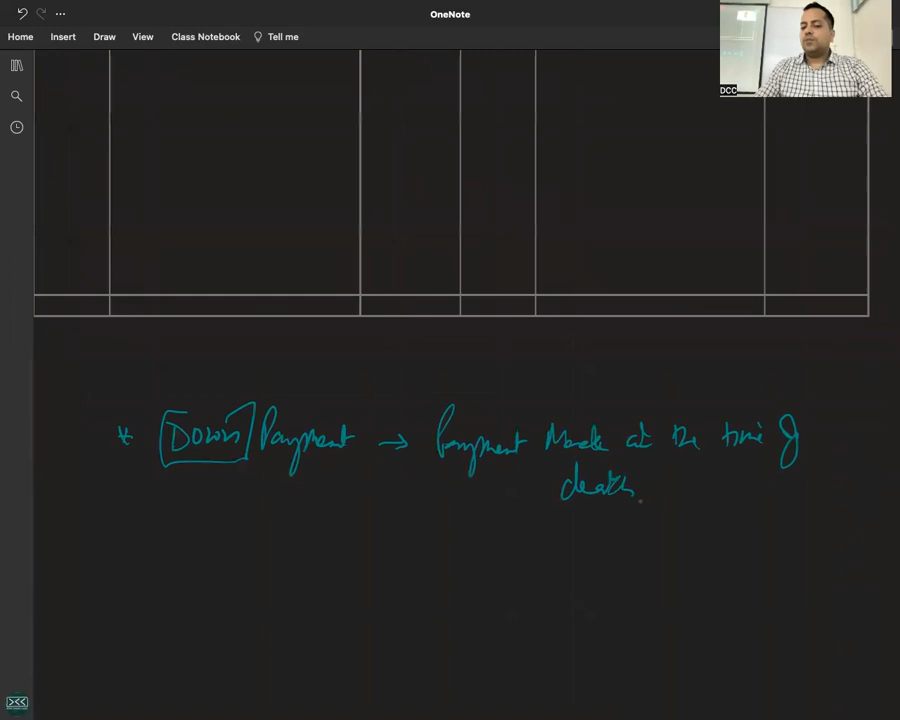 OneNote
Home Insert Draw View Class Notebook Tell me
DCC
* Down Payment → Payment Made at the time of
death